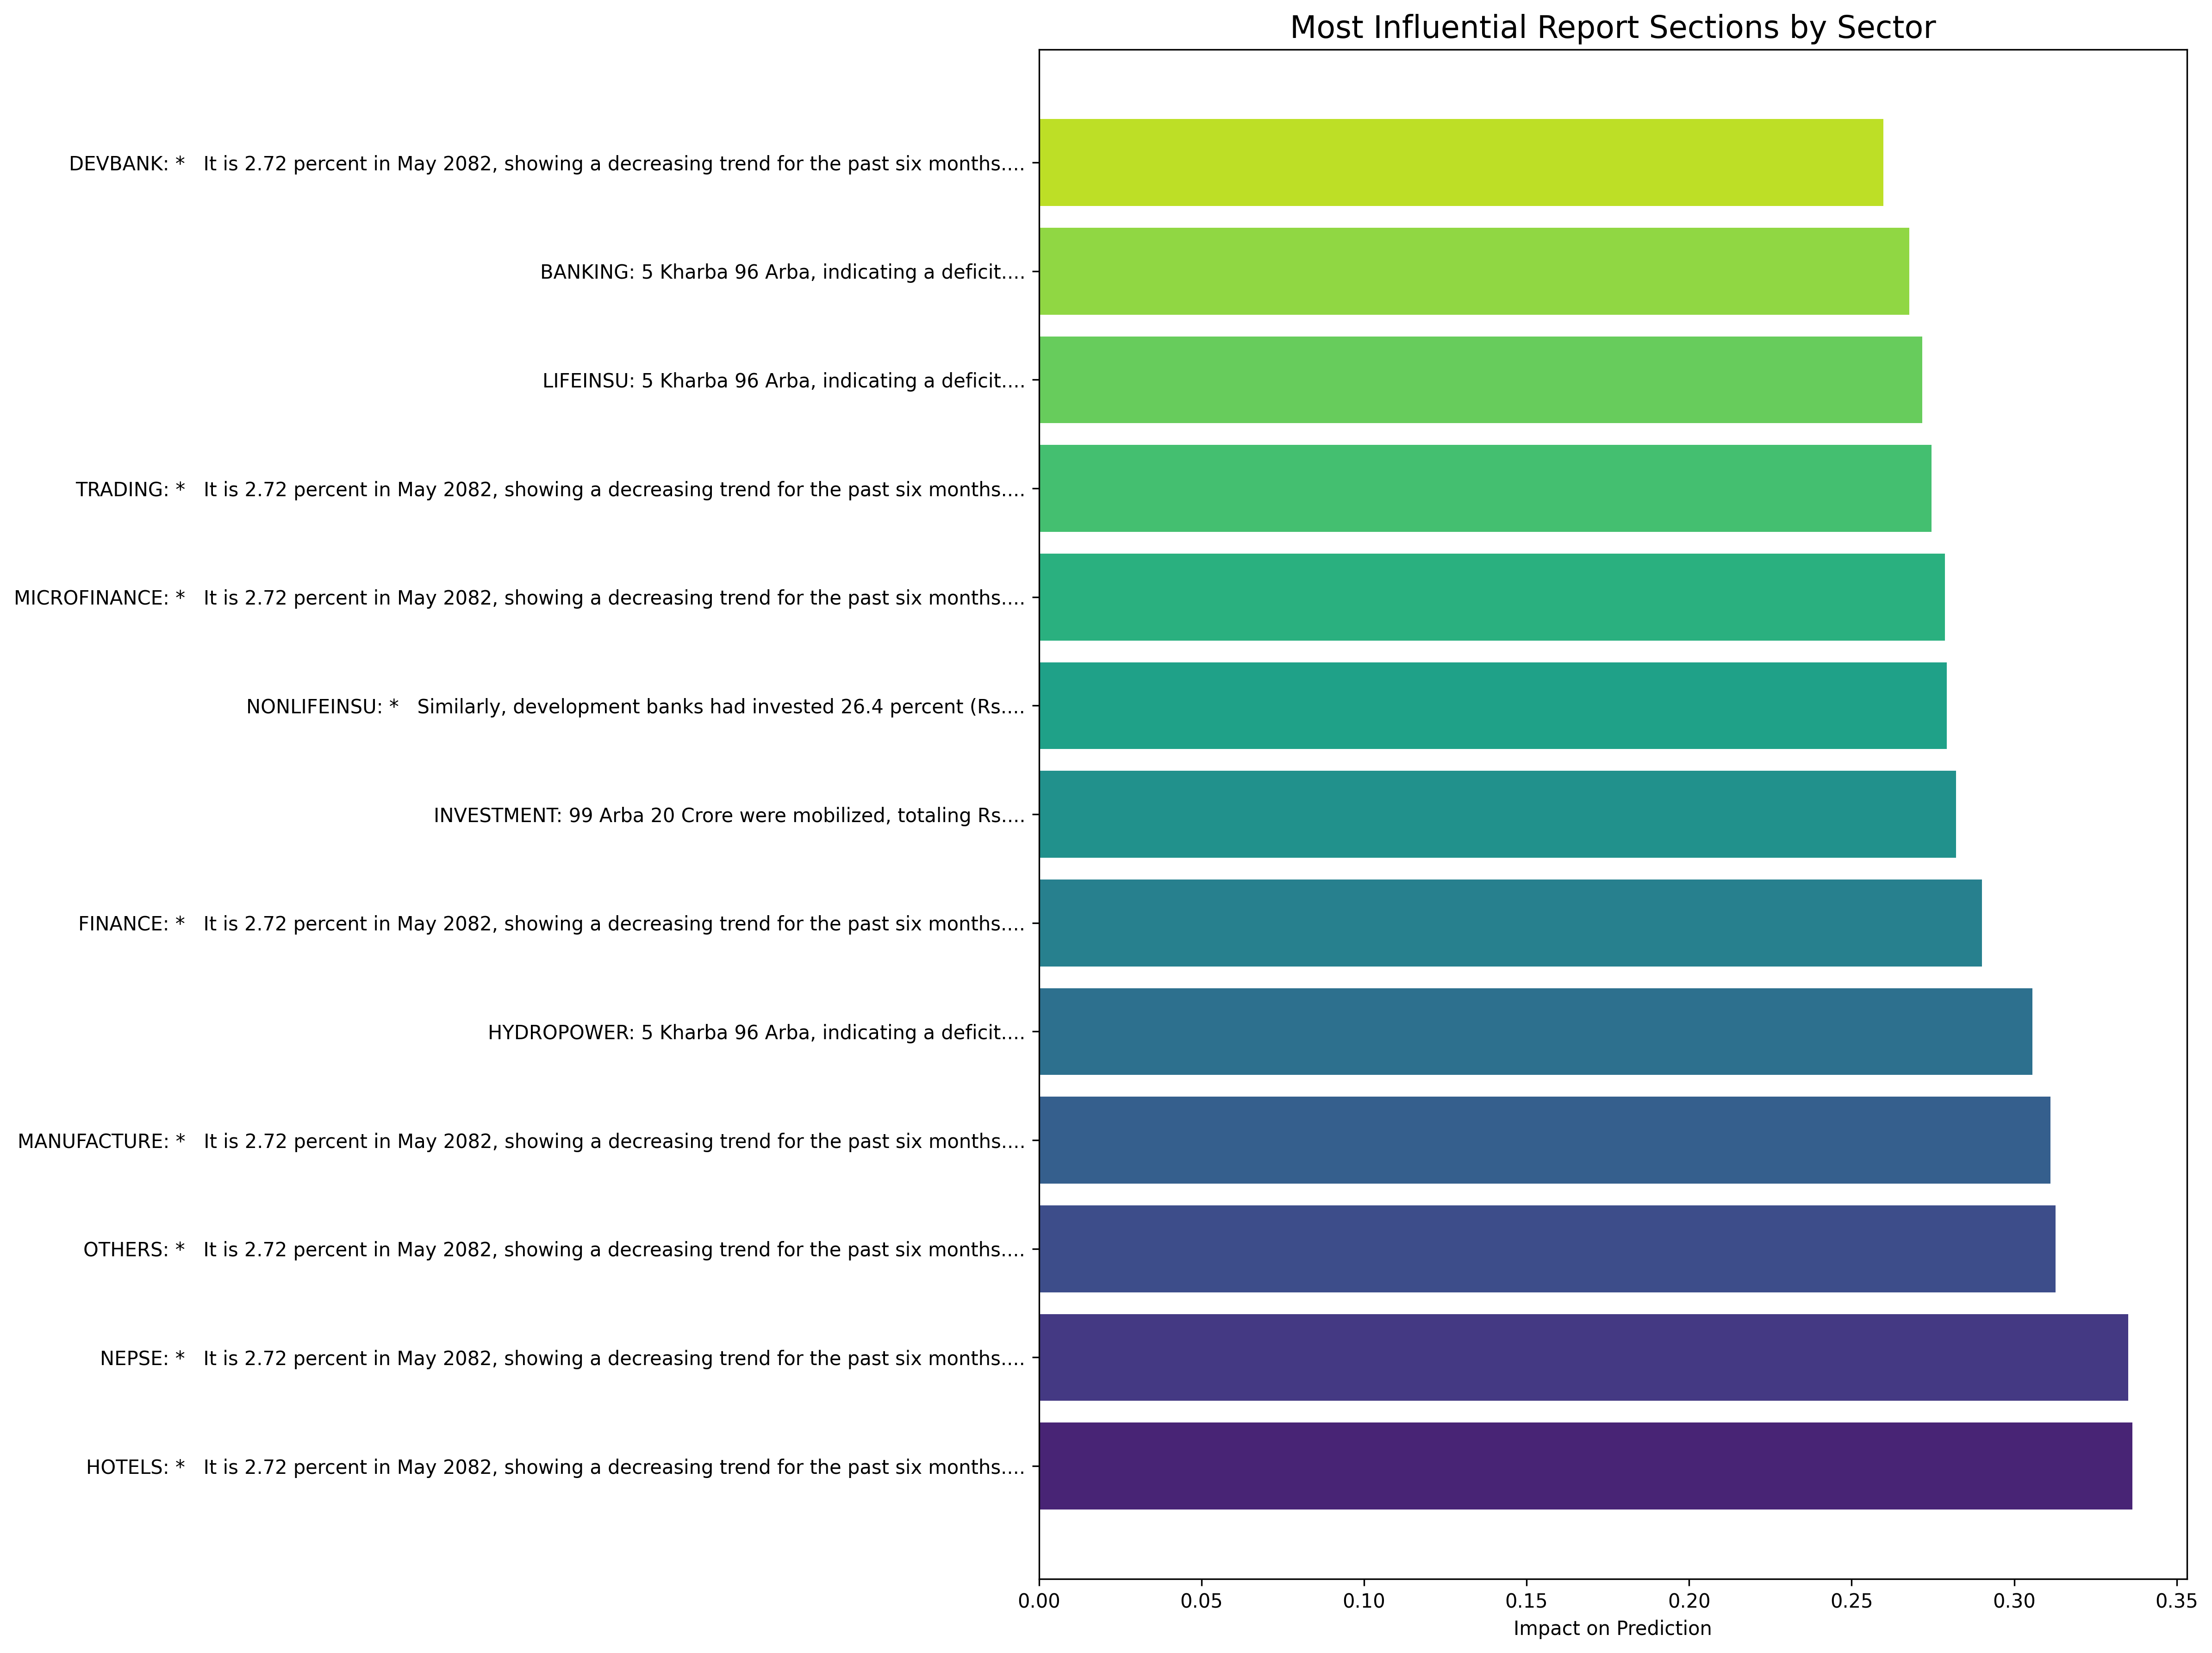 Most Influential Report Sections by Sector
DEVBANK: *   It is 2.72 percent in May 2082, showing a decreasing trend for the past six months....
BANKING: 5 Kharba 96 Arba, indicating a deficit....
LIFEINSU: 5 Kharba 96 Arba, indicating a deficit....
TRADING: *   It is 2.72 percent in May 2082, showing a decreasing trend for the past six months....
MICROFINANCE: *   It is 2.72 percent in May 2082, showing a decreasing trend for the past six months....
NONLIFEINSU: *   Similarly, development banks had invested 26.4 percent (Rs....
INVESTMENT: 99 Arba 20 Crore were mobilized, totaling Rs....
FINANCE: *   It is 2.72 percent in May 2082, showing a decreasing trend for the past six months....
HYDROPOWER: 5 Kharba 96 Arba, indicating a deficit....
MANUFACTURE: *   It is 2.72 percent in May 2082, showing a decreasing trend for the past six months....
OTHERS: *   It is 2.72 percent in May 2082, showing a decreasing trend for the past six months....
NEPSE: *   It is 2.72 percent in May 2082, showing a decreasing trend for the past six months....
HOTELS: *   It is 2.72 percent in May 2082, showing a decreasing trend for the past six months....
0.00 0.05 0.10 0.15 0.20 0.25 0.30 0.35
Impact on Prediction